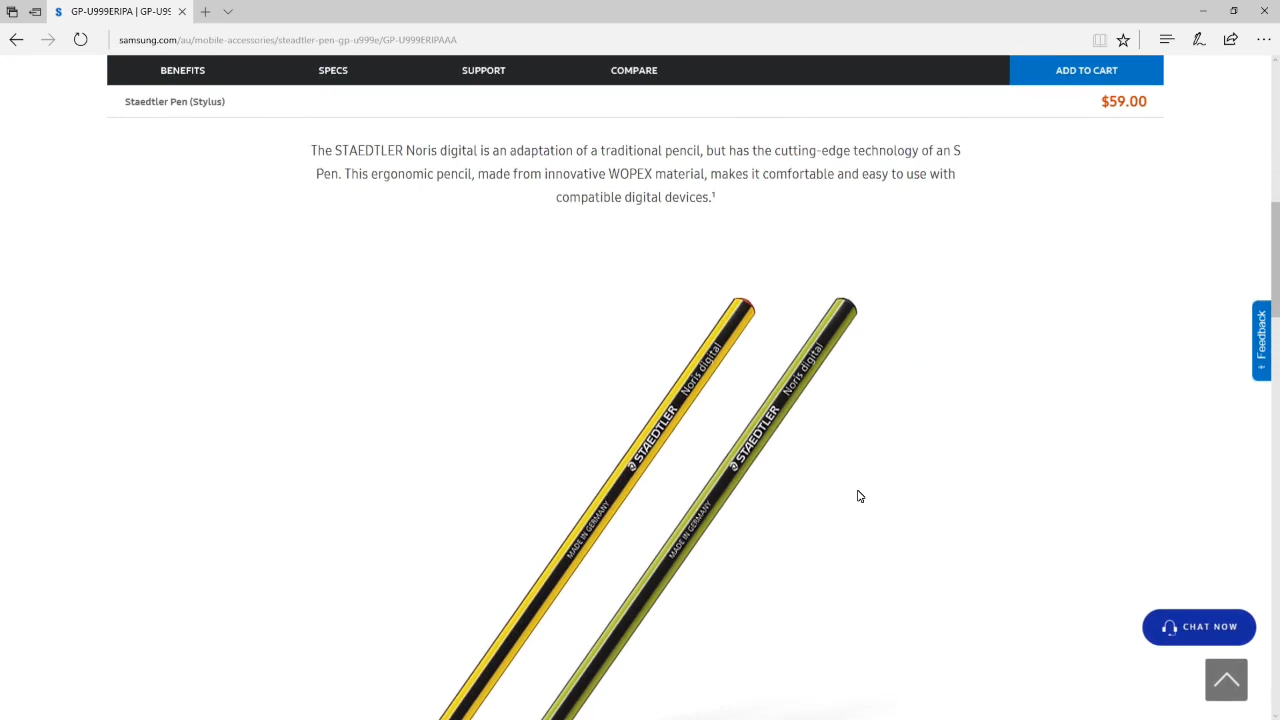 GP-U999ERIPA | GP-U99
samsung.com/au/mobile-accessories/steadtler-pen-gp-u999e/GP-U999ERIPAAA
BENEFITS
SPECS
SUPPORT
COMPARE
ADD TO CART
Staedtler Pen (Stylus)
$59.00
The STAEDTLER Noris digital is an adaptation of a traditional pencil, but has the cutting-edge technology of an S
Pen. This ergonomic pencil, made from innovative WOPEX material, makes it comfortable and easy to use with
compatible digital devices.¹
STAEDTLER Noris digital
MADE IN GERMANY
STAEDTLER Noris digital
MADE IN GERMANY
Feedback
CHAT NOW